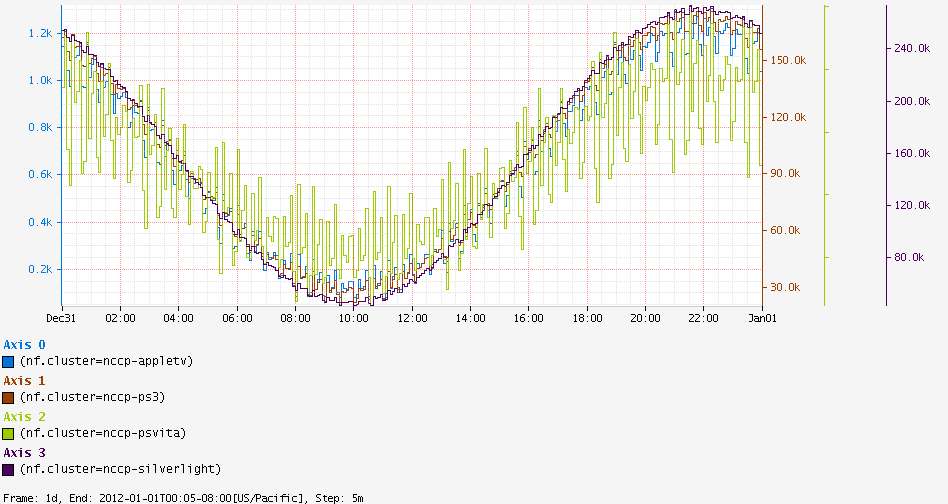 1.2k
1.0k
0.8k
0.6k
0.4k
0.2k
150.0k
120.0k
90.0k
60.0k
30.0k
240.0k
200.0k
160.0k
120.0k
80.0k
Dec31 02:00 04:00 06:00 08:00 10:00 12:00 14:00 16:00 18:00 20:00 22:00 Jan01
Axis 0
(nf.cluster=nccp-appletv)
Axis 1
(nf.cluster=nccp-ps3)
Axis 2
(nf.cluster=nccp-psvita)
Axis 3
(nf.cluster=nccp-silverlight)
Frame: 1d, End: 2012-01-01T00:05-08:00[US/Pacific], Step: 5m